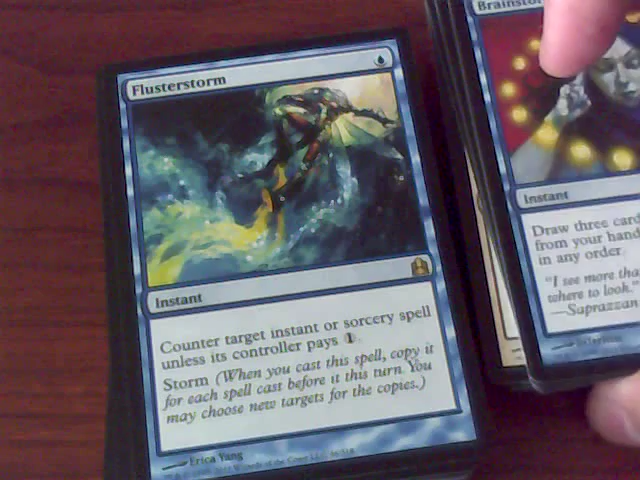 Flusterstorm
Instant
Counter target instant or sorcery spell
unless its controller pays 1.
Storm (When you cast this spell, copy it
for each spell cast before it this turn. You
may choose new targets for the copies.)
Erica Yang
Brainstor
Instant
Draw three card
from your hand
in any order.
"I see more tha
where to look."
—Saprazzan